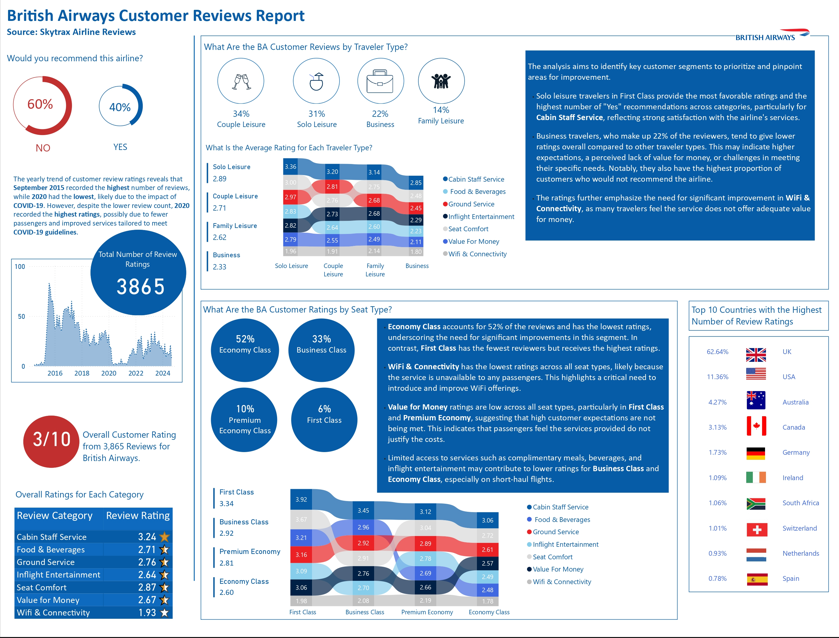 British Airways Customer Reviews Report
Source: Skytrax Airline Reviews
BRITISH AIRWAYS
Would you recommend this airline?
60%
NO
40%
YES
The yearly trend of customer review ratings reveals that
September 2015 recorded the highest number of reviews,
while 2020 had the lowest, likely due to the impact of
COVID-19. However, despite the lower review count, 2020
recorded the highest ratings, possibly due to fewer
passengers and improved services tailored to meet
COVID-19 guidelines.
Total Number of Review
Ratings
3865
100
50
0
2016 2018 2020 2022 2024
3/10
Overall Customer Rating
from 3,865 Reviews for
British Airways.
Overall Ratings for Each Category
Review Category Review Rating
Cabin Staff Service 3.24
Food & Beverages 2.71
Ground Service 2.76
Inflight Entertainment 2.64
Seat Comfort 2.87
Value for Money 2.67
Wifi & Connectivity 1.93
What Are the BA Customer Reviews by Traveler Type?
34%
Couple Leisure
31%
Solo Leisure
22%
Business
14%
Family Leisure
What Is the Average Rating for Each Traveler Type?
Solo Leisure
2.89
Couple Leisure
2.71
Family Leisure
2.62
Business
2.33
3.36 3.20 3.14 2.85
2.97 2.81 2.68 2.45
2.82 2.73 2.64 2.29
2.79 2.55 2.49 2.11
Solo Leisure
Couple
Leisure
Family
Leisure
Business
Cabin Staff Service
Food & Beverages
Ground Service
Inflight Entertainment
Seat Comfort
Value For Money
Wifi & Connectivity
The analysis aims to identify key customer segments to prioritize and pinpoint
areas for improvement.
Solo leisure travelers in First Class provide the most favorable ratings and the
highest number of "Yes" recommendations across categories, particularly for
Cabin Staff Service, reflecting strong satisfaction with the airline's services.
Business travelers, who make up 22% of the reviewers, tend to give lower
ratings overall compared to other traveler types. This may indicate higher
expectations, a perceived lack of value for money, or challenges in meeting
their specific needs. Notably, they also have the highest proportion of
customers who would not recommend the airline.
The ratings further emphasize the need for significant improvement in WiFi &
Connectivity, as many travelers feel the service does not offer adequate value
for money.
What Are the BA Customer Ratings by Seat Type?
52%
Economy Class
33%
Business Class
10%
Premium
Economy Class
6%
First Class
Economy Class accounts for 52% of the reviews and has the lowest ratings,
underscoring the need for significant improvements in this segment. In
contrast, First Class has the fewest reviewers but receives the highest ratings.
WiFi & Connectivity has the lowest ratings across all seat types, likely because
the service is unavailable to any passengers. This highlights a critical need to
introduce and improve WiFi offerings.
Value for Money ratings are low across all seat types, particularly in First Class
and Premium Economy, suggesting that high customer expectations are not
being met. This indicates that passengers feel the services provided do not
justify the costs.
Limited access to services such as complimentary meals, beverages, and
inflight entertainment may contribute to lower ratings for Business Class and
Economy Class, especially on short-haul flights.
First Class
3.34
Business Class
2.92
Premium Economy
2.81
Economy Class
2.60
3.92 3.45 3.12 3.06
3.21 2.96
3.16 2.92 2.89 2.61
3.09 2.78 2.57
2.76 2.69 2.49
3.06 2.70 2.66 2.48
First Class Business Class Premium Economy Economy Class
Cabin Staff Service
Food & Beverages
Ground Service
Inflight Entertainment
Seat Comfort
Value For Money
Wifi & Connectivity
Top 10 Countries with the Highest
Number of Review Ratings
62.64% UK
11.36% USA
4.27% Australia
3.13% Canada
1.73% Germany
1.09% Ireland
1.06% South Africa
1.01% Switzerland
0.93% Netherlands
0.78% Spain